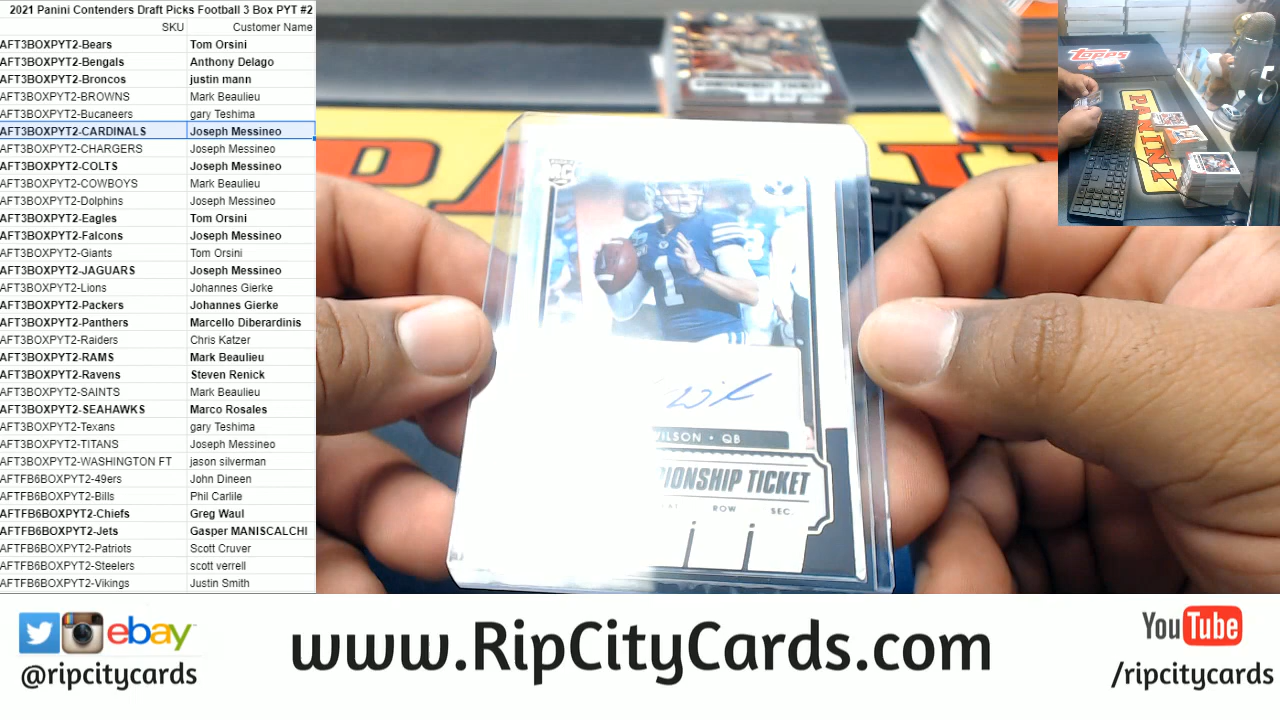 2021 Panini Contenders Draft Picks Football 3 Box PYT #2
SKU Customer Name
AFT3BOXPYT2-Bears Tom Orsini
AFT3BOXPYT2-Bengals Anthony Delago
AFT3BOXPYT2-Broncos justin mann
AFT3BOXPYT2-BROWNS Mark Beaulieu
AFT3BOXPYT2-Bucaneers gary Teshima
AFT3BOXPYT2-CARDINALS Joseph Messineo
AFT3BOXPYT2-CHARGERS Joseph Messineo
AFT3BOXPYT2-COLTS Joseph Messineo
AFT3BOXPYT2-COWBOYS Mark Beaulieu
AFT3BOXPYT2-Dolphins Joseph Messineo
AFT3BOXPYT2-Eagles Tom Orsini
AFT3BOXPYT2-Falcons Joseph Messineo
AFT3BOXPYT2-Giants Tom Orsini
AFT3BOXPYT2-JAGUARS Joseph Messineo
AFT3BOXPYT2-Lions Johannes Gierke
AFT3BOXPYT2-Packers Johannes Gierke
AFT3BOXPYT2-Panthers Marcello Diberardinis
AFT3BOXPYT2-Raiders Chris Katzer
AFT3BOXPYT2-RAMS Mark Beaulieu
AFT3BOXPYT2-Ravens Steven Renick
AFT3BOXPYT2-SAINTS Mark Beaulieu
AFT3BOXPYT2-SEAHAWKS Marco Rosales
AFT3BOXPYT2-Texans gary Teshima
AFT3BOXPYT2-TITANS Joseph Messineo
AFT3BOXPYT2-WASHINGTON FT jason silverman
AFTFB6BOXPYT2-49ers John Dineen
AFTFB6BOXPYT2-Bills Phil Carlile
AFTFB6BOXPYT2-Chiefs Greg Waul
AFTFB6BOXPYT2-Jets Gasper MANISCALCHI
AFTFB6BOXPYT2-Patriots Scott Cruver
AFTFB6BOXPYT2-Steelers scott verrell
AFTFB6BOXPYT2-Vikings Justin Smith
1
ILSON • QB
IONSHIP TICKET
ROW SEC.
TOPPS
PANINI
ebay
@ripcitycards
www.RipCityCards.com
YouTube
/ripcitycards